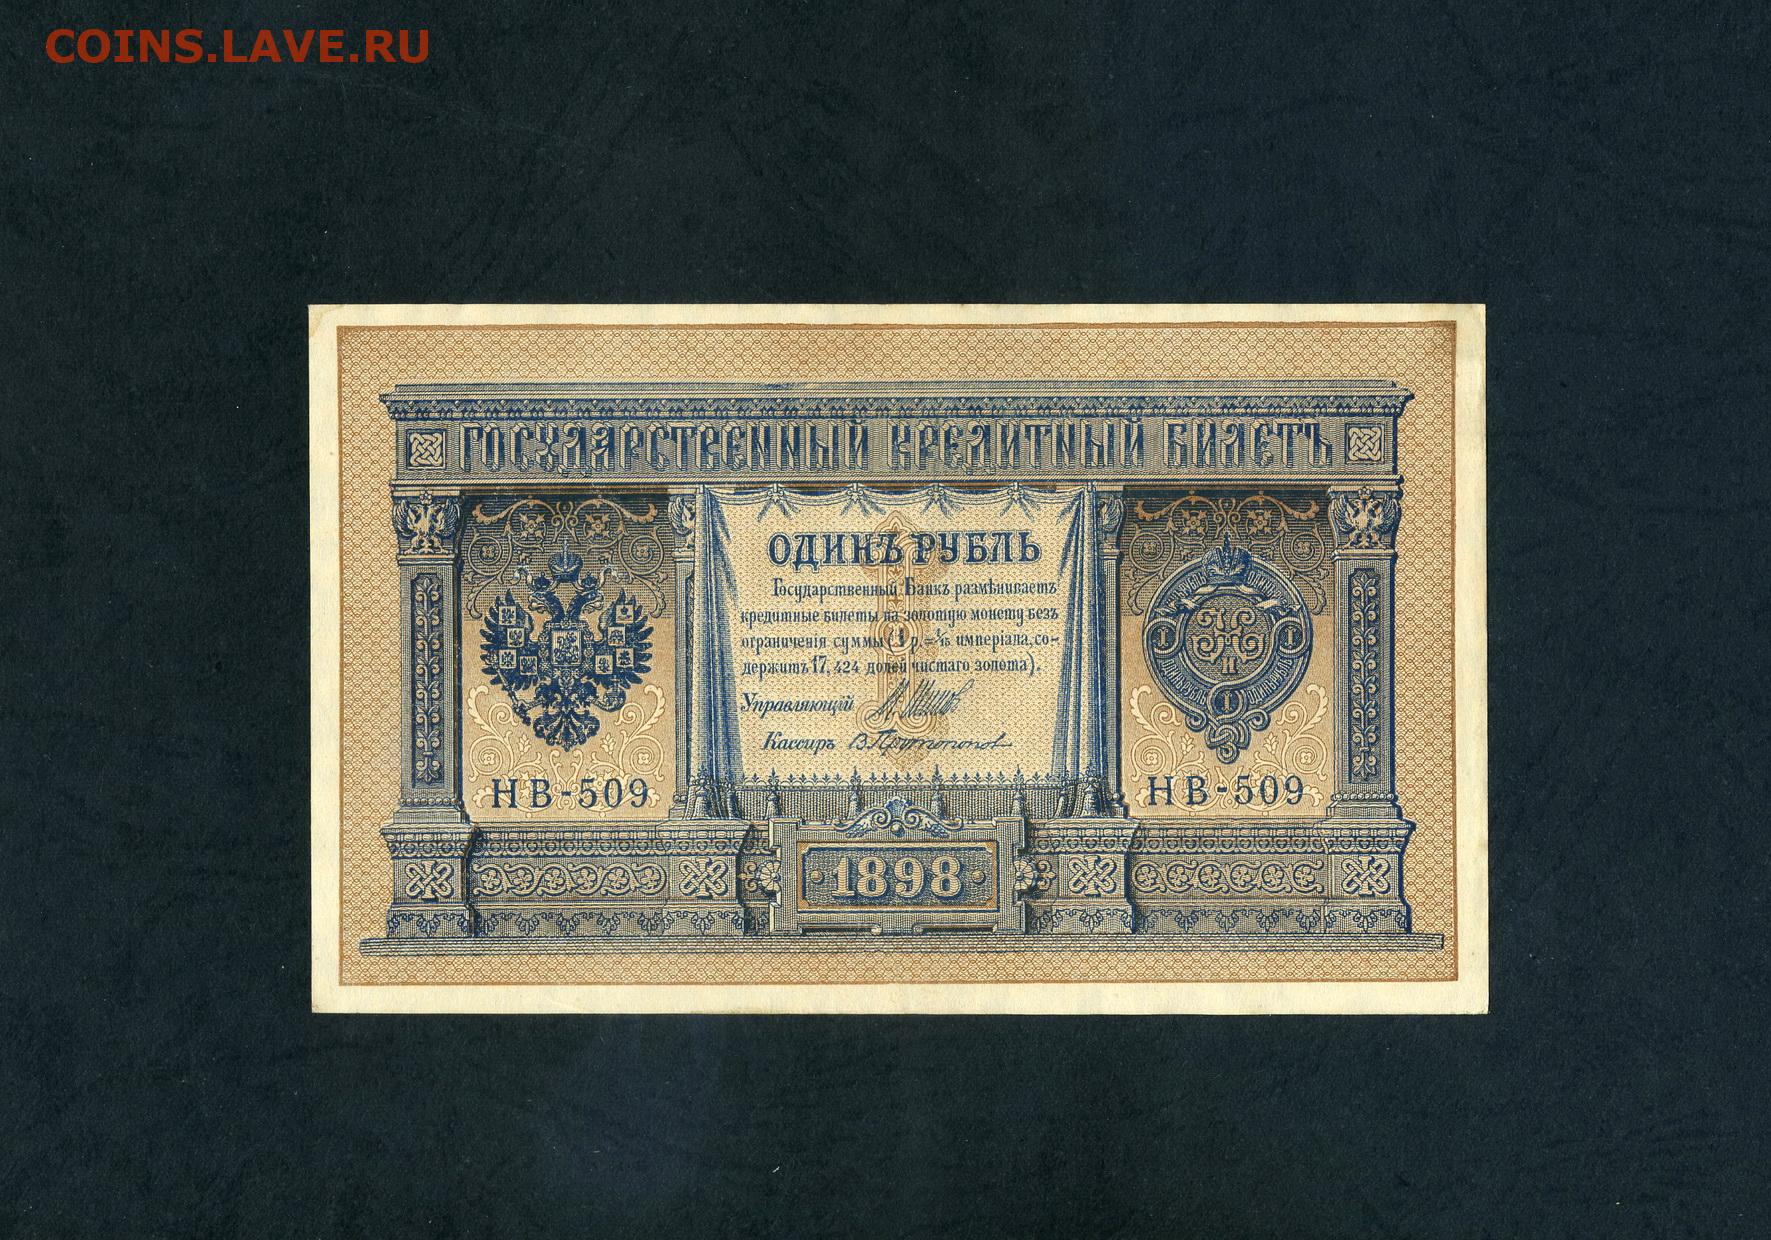 COINS.LAVE.RU
ГОСУДАРСТВЕННЫЙ КРЕДИТНЫЙ БИЛЕТЪ
ОДИНЪ РУБЛЬ
Государственный Банкъ размѣниваетъ
кредитные билеты на золотую монету безъ
ограниченія суммы (1 р.=1/15 имперіала, со-
держитъ 17,424 долей чистаго золота).
Управляющій
Кассиръ В. Протопопов
I I
I
НВ-509 НВ-509
1898